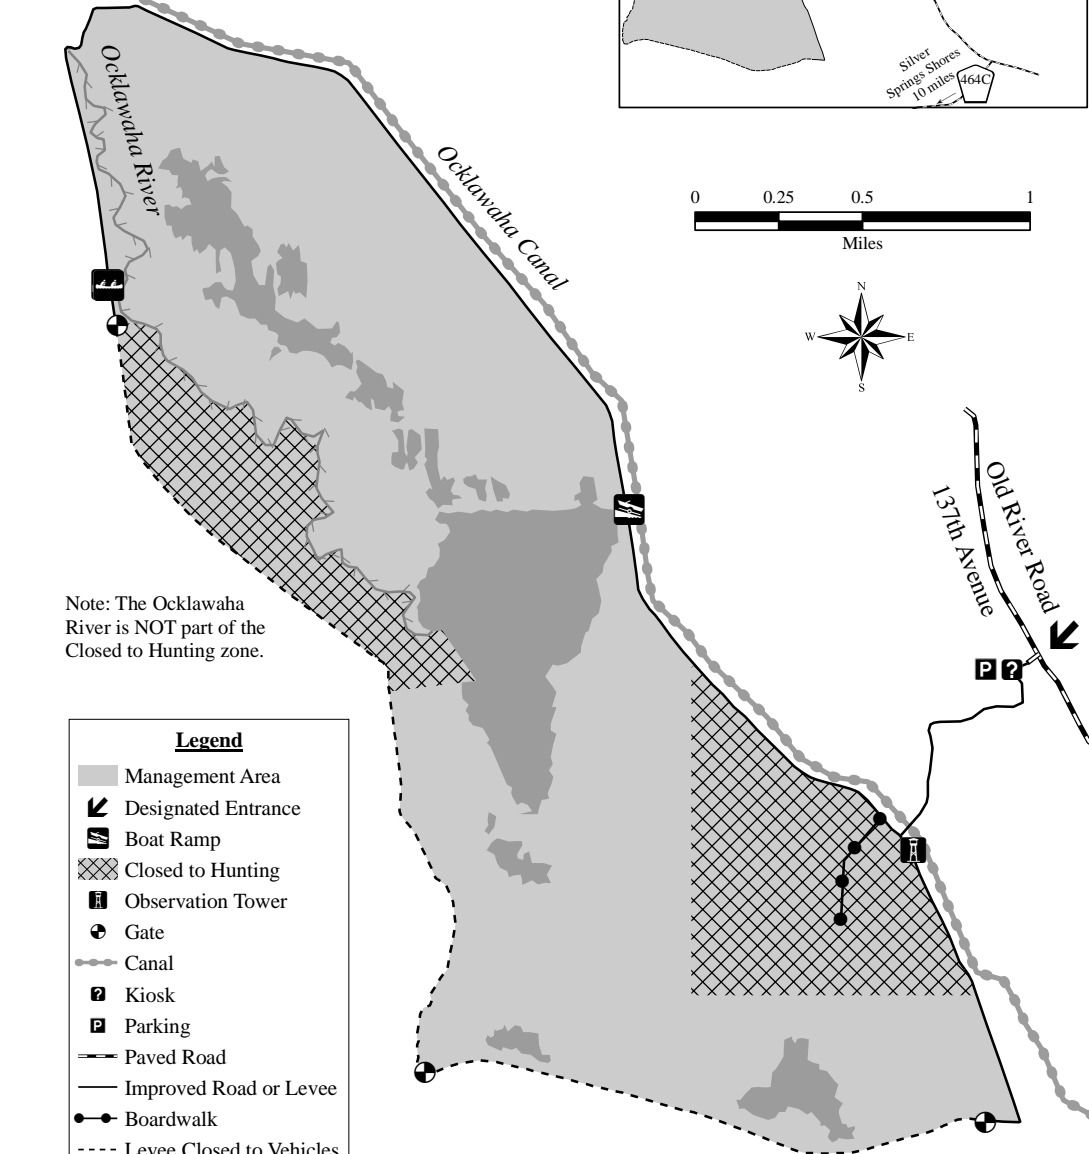 Silver
Springs Shores
10 miles
464C
Ocklawaha River
Ocklawaha Canal
0 0.25 0.5 1
Miles
N
W E
S
Old River Road
137th Avenue
P ?
Note: The Ocklawaha
River is NOT part of the
Closed to Hunting zone.
Legend
Management Area
Designated Entrance
Boat Ramp
Closed to Hunting
Observation Tower
Gate
Canal
? Kiosk
P Parking
Paved Road
Improved Road or Levee
Boardwalk
Levee Closed to Vehicles